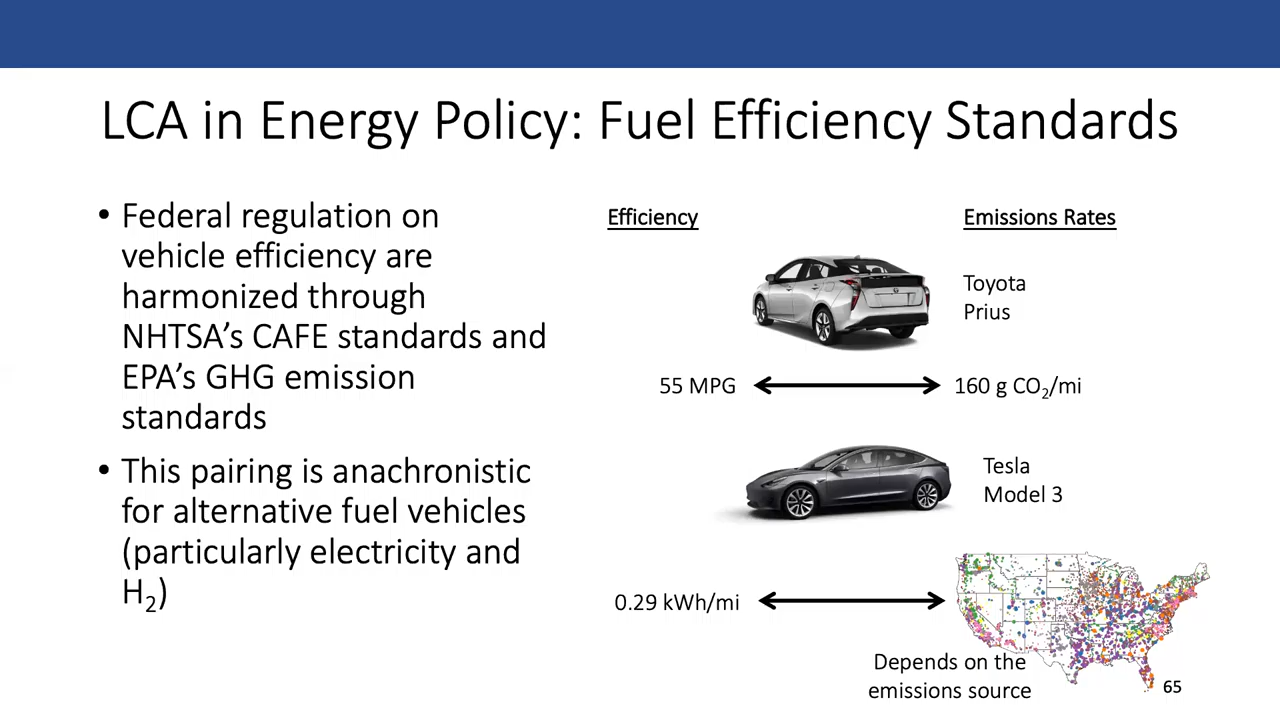 LCA in Energy Policy: Fuel Efficiency Standards
• Federal regulation on
vehicle efficiency are
harmonized through
NHTSA’s CAFE standards and
EPA’s GHG emission
standards
• This pairing is anachronistic
for alternative fuel vehicles
(particularly electricity and
H₂)
Efficiency
Emissions Rates
Toyota
Prius
55 MPG
160 g CO₂/mi
Tesla
Model 3
0.29 kWh/mi
Depends on the
emissions source
65